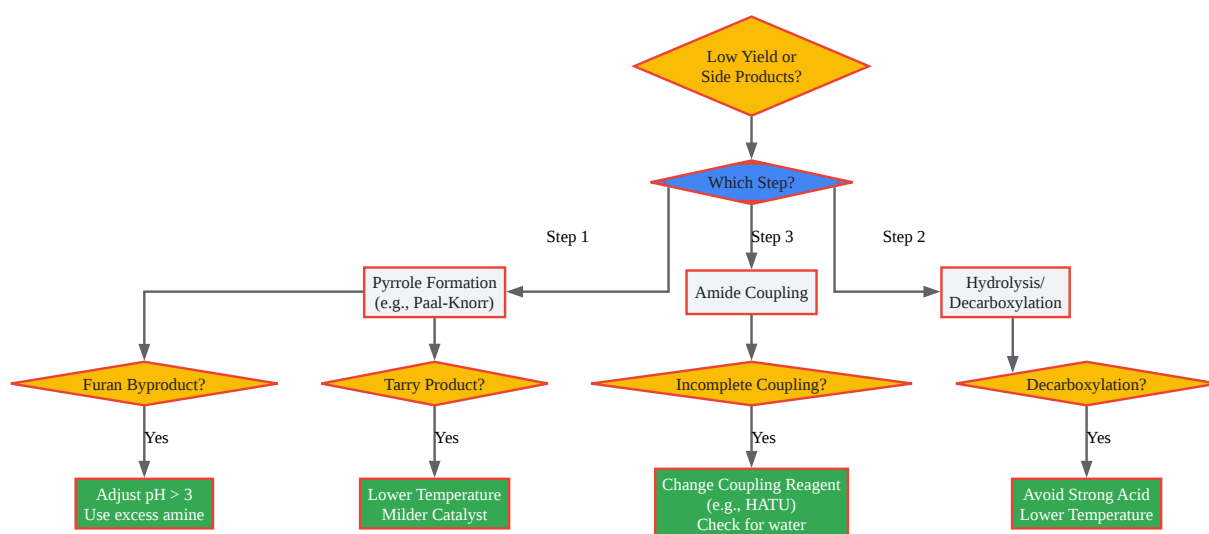 Low Yield or
Side Products?
Which Step?
Step 1
Step 3
Step 2
Pyrrole Formation
(e.g., Paal-Knorr)
Amide Coupling
Hydrolysis/
Decarboxylation
Furan Byproduct?
Tarry Product?
Incomplete Coupling?
Decarboxylation?
Yes
Yes
Yes
Yes
Adjust pH > 3
Use excess amine
Lower Temperature
Milder Catalyst
Change Coupling Reagent
(e.g., HATU)
Check for water
Avoid Strong Acid
Lower Temperature